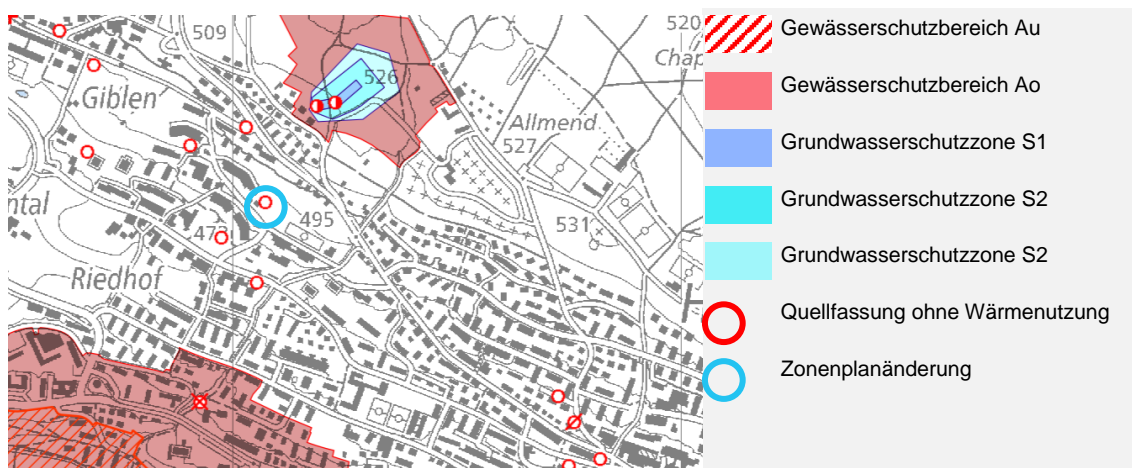 509
520
Chap
526
Giblen
Allmend
527
ntal
473
495
531
Riedhof
Gewässerschutzbereich Au
Gewässerschutzbereich Ao
Grundwasserschutzzone S1
Grundwasserschutzzone S2
Grundwasserschutzzone S2
Quellfassung ohne Wärmenutzung
Zonenplanänderung